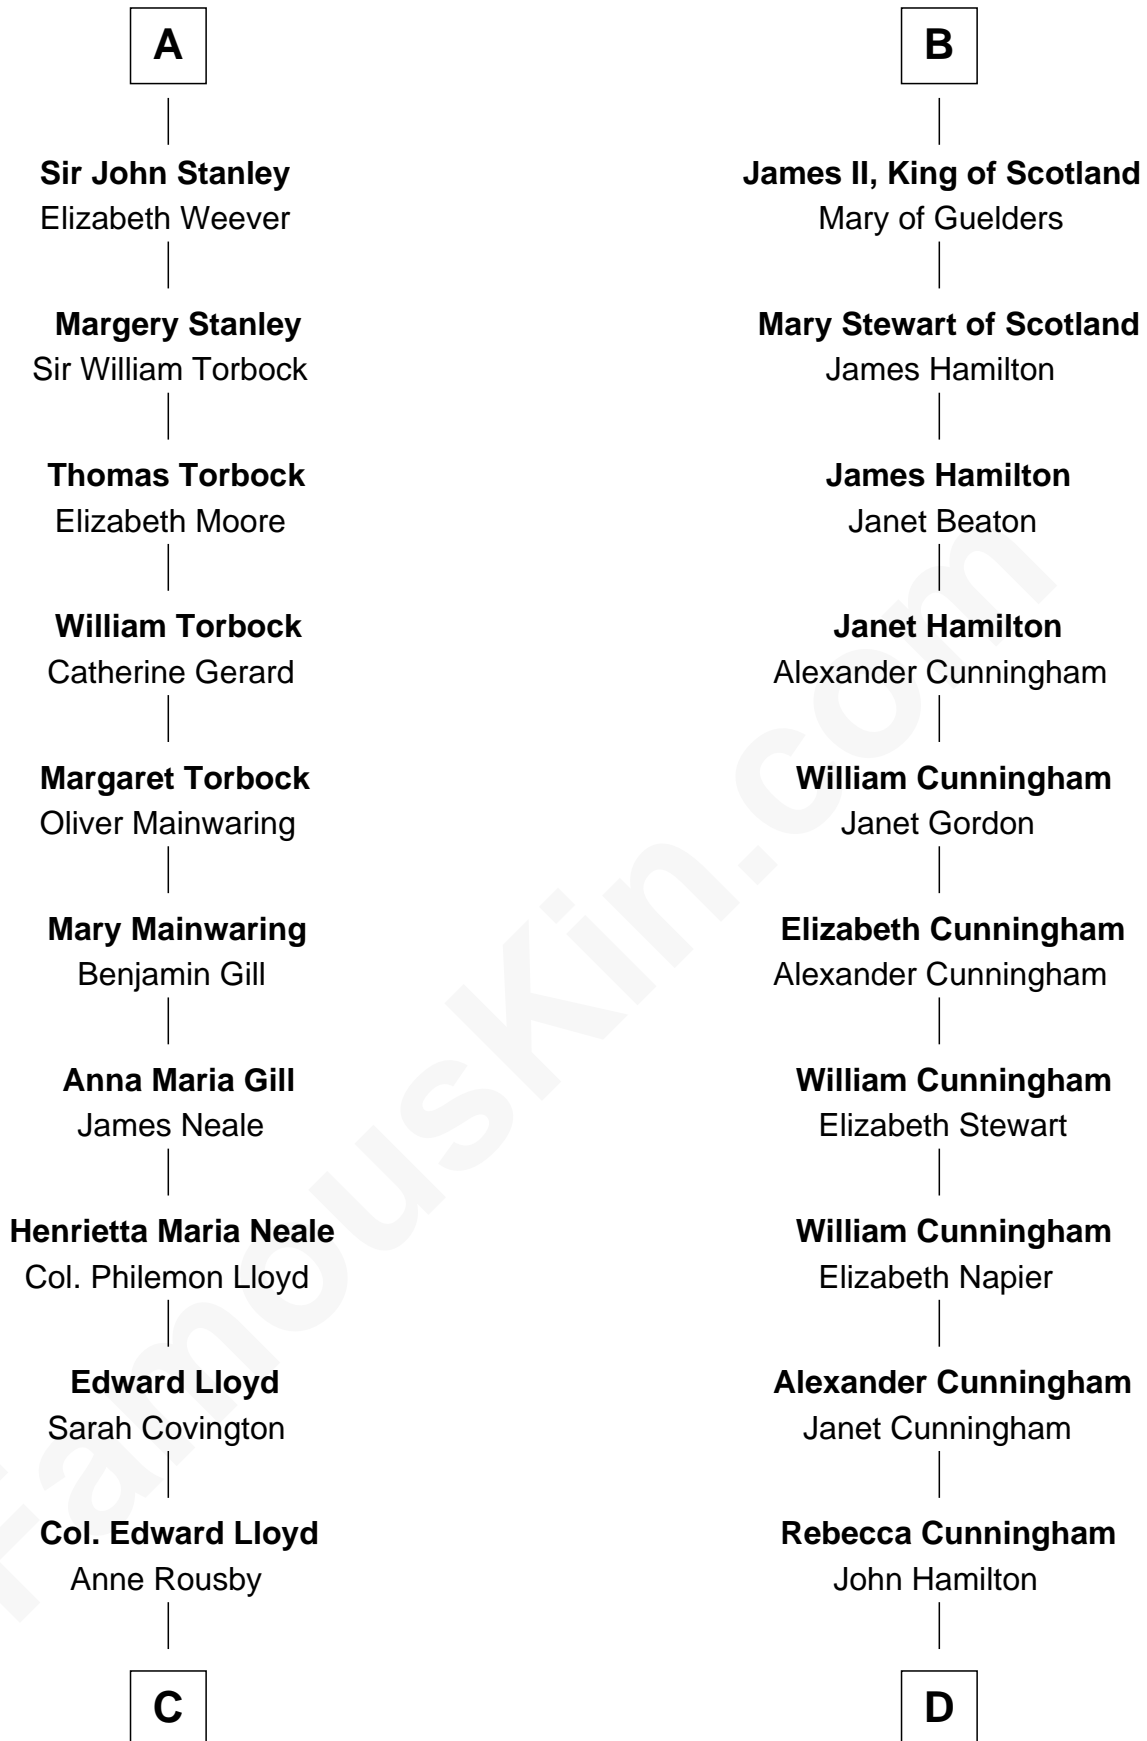 A
Sir John Stanley
Elizabeth Weever
Margery Stanley
Sir William Torbock
Thomas Torbock
Elizabeth Moore
William Torbock
Catherine Gerard
Margaret Torbock
Oliver Mainwaring
Mary Mainwaring
Benjamin Gill
Anna Maria Gill
James Neale
Henrietta Maria Neale
Col. Philemon Lloyd
Edward Lloyd
Sarah Covington
Col. Edward Lloyd
Anne Rousby
C
B
James II, King of Scotland
Mary of Guelders
Mary Stewart of Scotland
James Hamilton
James Hamilton
Janet Beaton
Janet Hamilton
Alexander Cunningham
William Cunningham
Janet Gordon
Elizabeth Cunningham
Alexander Cunningham
William Cunningham
Elizabeth Stewart
William Cunningham
Elizabeth Napier
Alexander Cunningham
Janet Cunningham
Rebecca Cunningham
John Hamilton
D
FamousKin.com